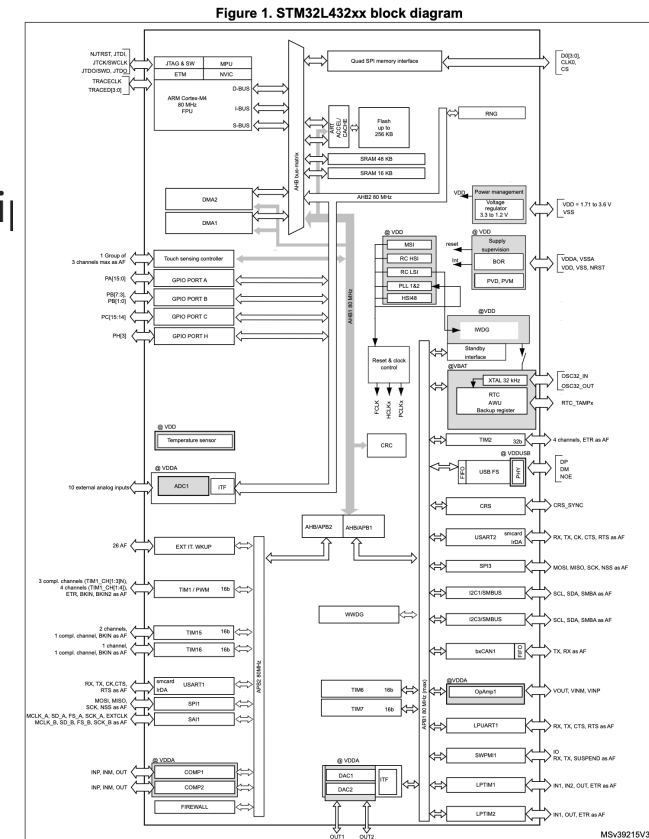 Figure 1. STM32L432xx block diagram
NJTRST, JTDI,
JTCK/SWCLK
JTDO/SWD, JTDO
TRACECLK
TRACED[3:0]
JTAG & SW
MPU
ETM
NVIC
ARM Cortex-M4
80 MHz
FPU
D-BUS
I-BUS
S-BUS
AHB bus-matrix
Quad SPI memory interface
D0[3:0],
CLK0,
CS
ART
ACCEL/
CACHE
Flash
up to
256 KB
RNG
SRAM 48 KB
SRAM 16 KB
AHB2 80 MHz
DMA2
DMA1
VDD
Power management
Voltage
regulator
3.3 to 1.2 V
VDD = 1.71 to 3.6 V
VSS
@ VDD
MSI
RC HSI
RC LSI
PLL 1&2
HSI48
@ VDD
reset
Int
Supply
supervision
BOR
PVD, PVM
VDDA, VSSA
VDD, VSS, NRST
1 Group of
3 channels max as AF
Touch sensing controller
PA[15:0]
GPIO PORT A
PB[7:3],
PB[1:0]
GPIO PORT B
PC[15:14]
GPIO PORT C
PH[3]
GPIO PORT H
AHB1 80 MHz
@VDD
IWDG
Standby
interface
Reset & clock
control
FCLK
HCLKx
PCLKx
@VBAT
XTAL 32 kHz
RTC
AWU
Backup register
OSC32_IN
OSC32_OUT
RTC_TAMPx
@ VDD
Temperature sensor
CRC
TIM2
32b
4 channels, ETR as AF
@ VDDA
10 external analog inputs
ADC1
ITF
@ VDDUSB
FIFO
USB FS
PHY
DP
DM
NOE
CRS
CRS_SYNC
AHB/APB2
AHB/APB1
26 AF
EXT IT. WKUP
USART2
smcard
IrDA
RX, TX, CK, CTS, RTS as AF
SPI3
MOSI, MISO, SCK, NSS as AF
3 compl. channels (TIM1_CH[1:3]N),
4 channels (TIM1_CH[1:4]),
ETR, BKIN, BKIN2 as AF
TIM1 / PWM
16b
I2C1/SMBUS
SCL, SDA, SMBA as AF
WWDG
I2C3/SMBUS
SCL, SDA, SMBA as AF
2 channels,
1 compl. channel, BKIN as AF
TIM15
16b
1 channel,
1 compl. channel, BKIN as AF
TIM16
16b
APB2 80MHz
bxCAN1
FIFO
TX, RX as AF
RX, TX, CK,CTS,
RTS as AF
smcard
IrDA
USART1
TIM6
16b
TIM7
16b
APB1 80 MHz (max)
@VDDA
OpAmp1
VOUT, VINM, VINP
MOSI, MISO,
SCK, NSS as AF
SPI1
MCLK_A, SD_A, FS_A, SCK_A, EXTCLK
MCLK_B, SD_B, FS_B, SCK_B as AF
SAI1
LPUART1
RX, TX, CTS, RTS as AF
SWPMI1
IO
RX, TX, SUSPEND as AF
@ VDDA
INP, INM, OUT
COMP1
INP, INM, OUT
COMP2
FIREWALL
@ VDDA
DAC1
DAC2
ITF
OUT1
OUT2
LPTIM1
IN1, IN2, OUT, ETR as AF
LPTIM2
IN1, OUT, ETR as AF
MSv39215V3